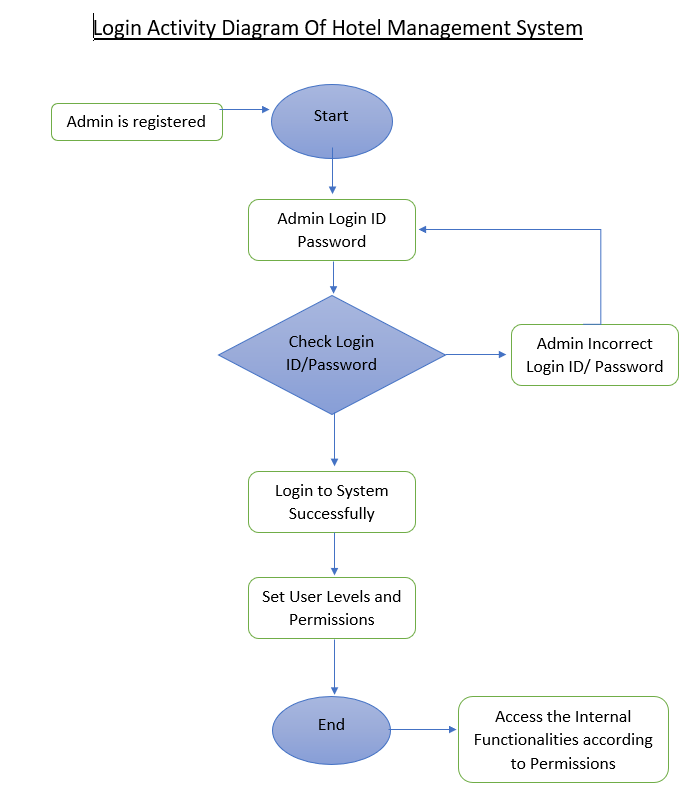 Login Activity Diagram Of Hotel Management System
Admin is registered
Start
Admin Login ID
Password
Check Login
ID/Password
Admin Incorrect
Login ID/ Password
Login to System
Successfully
Set User Levels and
Permissions
End
Access the Internal
Functionalities according
to Permissions